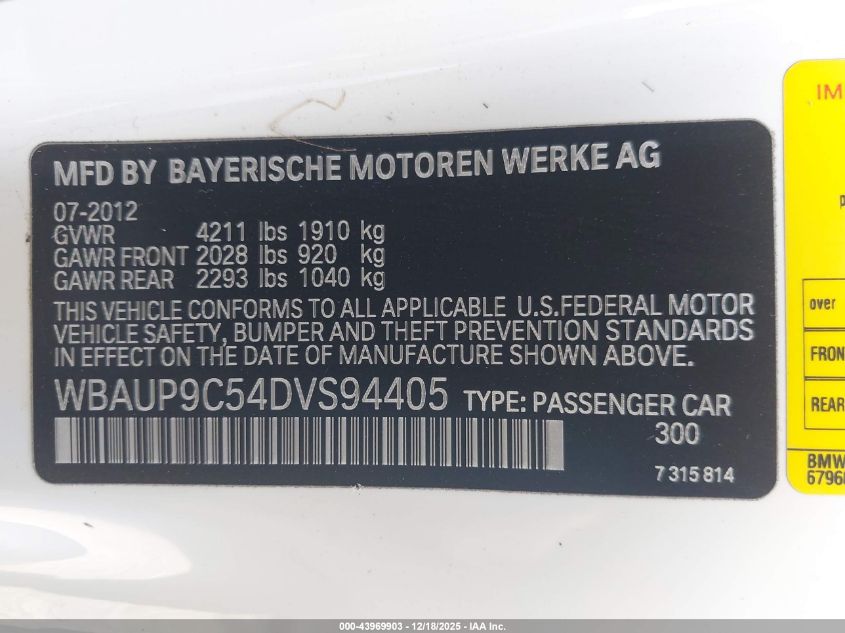 MFD BY BAYERISCHE MOTOREN WERKE AG
07-2012
GVWR 4211 lbs 1910 kg
GAWR FRONT 2028 lbs 920 kg
GAWR REAR 2293 lbs 1040 kg
THIS VEHICLE CONFORMS TO ALL APPLICABLE U.S.FEDERAL MOTOR
VEHICLE SAFETY, BUMPER AND THEFT PREVENTION STANDARDS
IN EFFECT ON THE DATE OF MANUFACTURE SHOWN ABOVE.
WBAUP9C54DVS94405 TYPE: PASSENGER CAR
300
7 315 814
IM
p
over
FRON
REAR
BMW
6796
000-43969903 - 12/18/2025 - IAA Inc.